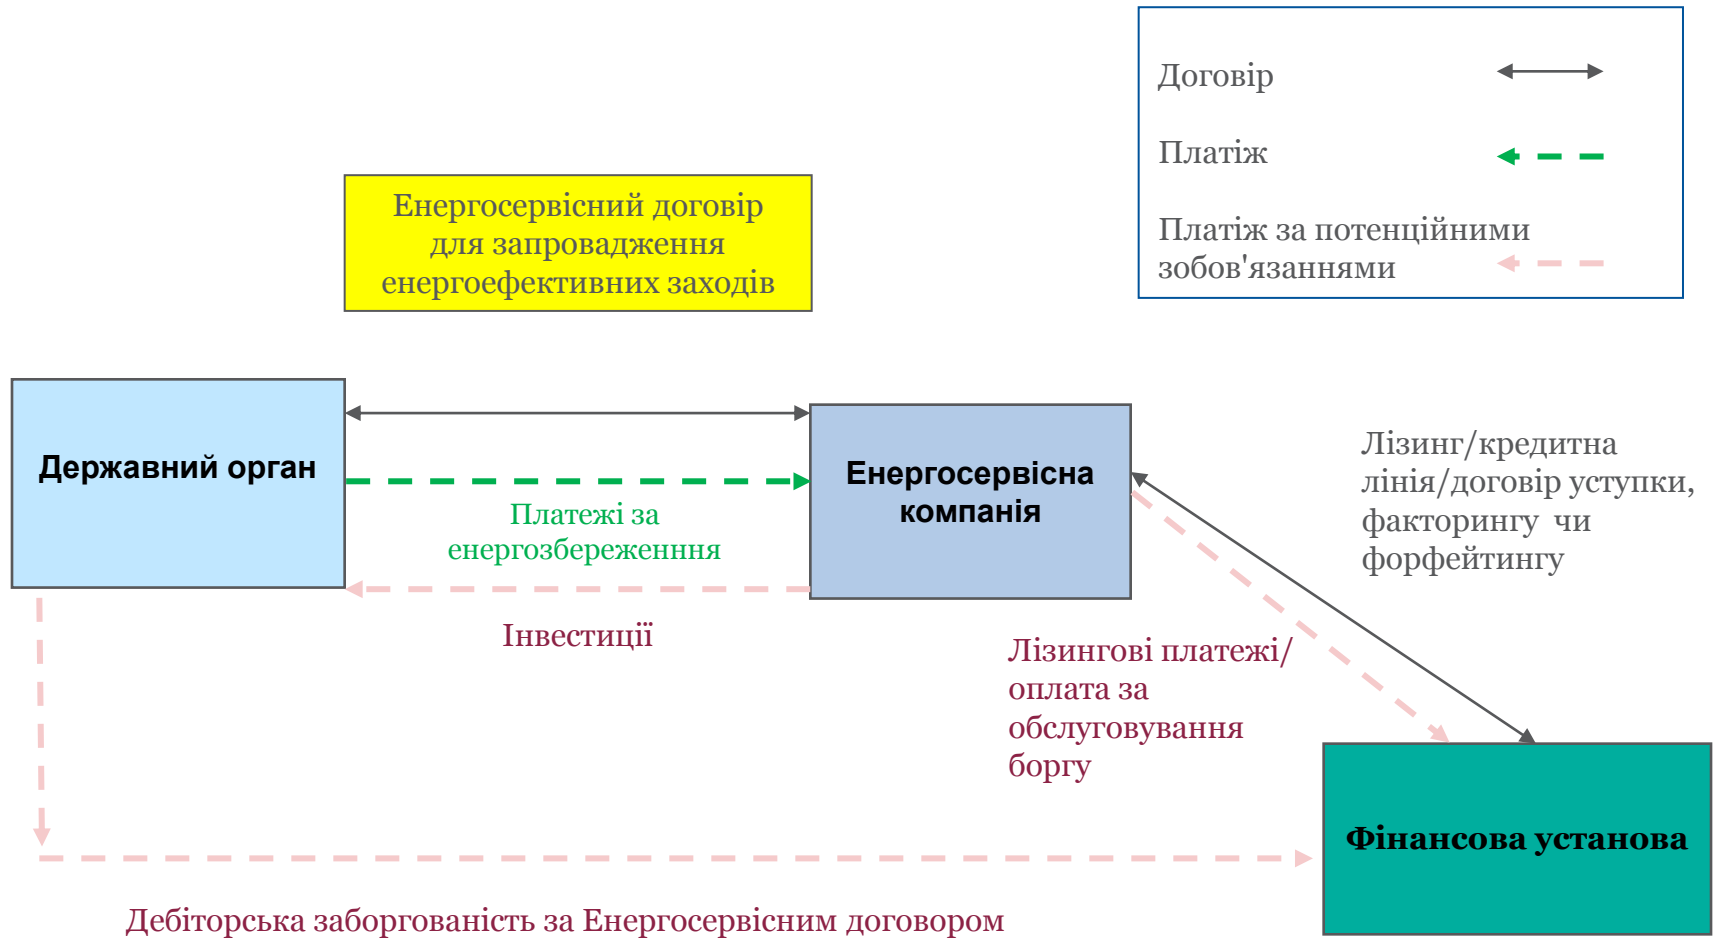 Договір
Платіж
Платіж за потенційними
зобов'язаннями
Енергосервісний договір
для запровадження
енергоефективних заходів
Державний орган
Енергосервісна
компанія
Платежі за
енергозбереженння
Інвестиції
Лізинг/кредитна
лінія/договір уступки,
факторингу чи
форфейтингу
Лізингові платежі/
оплата за
обслуговування
боргу
Фінансова установа
Дебіторська заборгованість за Енергосервісним договором